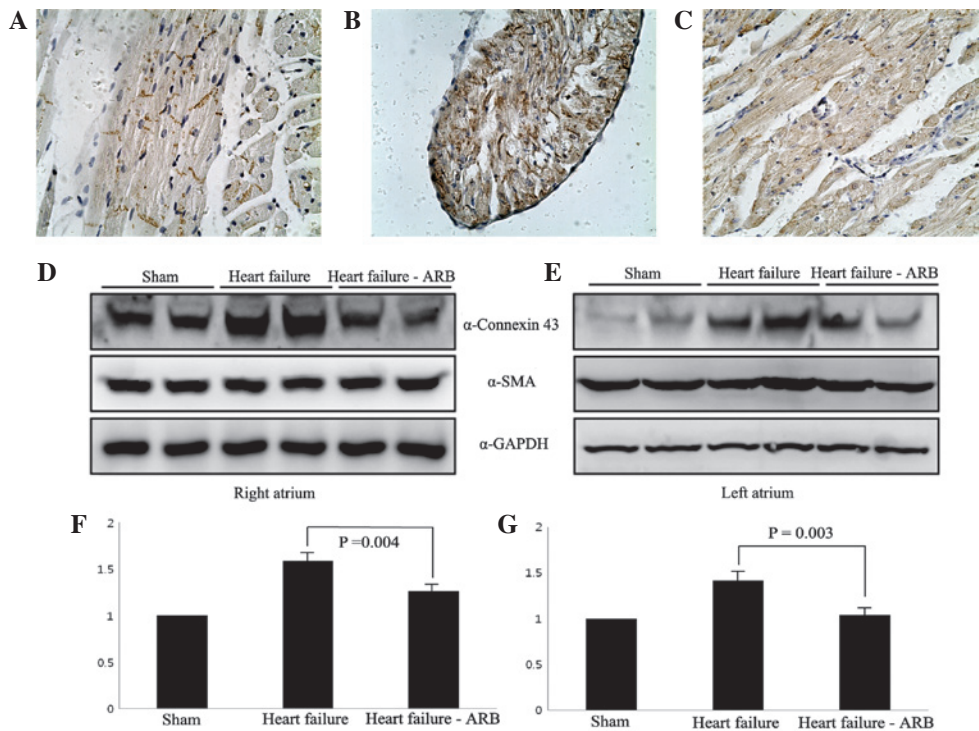 A
B
C
D
Sham
Heart failure
Heart failure - ARB
E
Sham
Heart failure
Heart failure - ARB
α-Connexin 43
α-SMA
α-GAPDH
Right atrium
Left atrium
F
2
1.5
1
0.5
0
P =0.004
Sham
Heart failure
Heart failure - ARB
G
2
1.5
1
0.5
0
P = 0.003
Sham
Heart failure
Heart failure - ARB